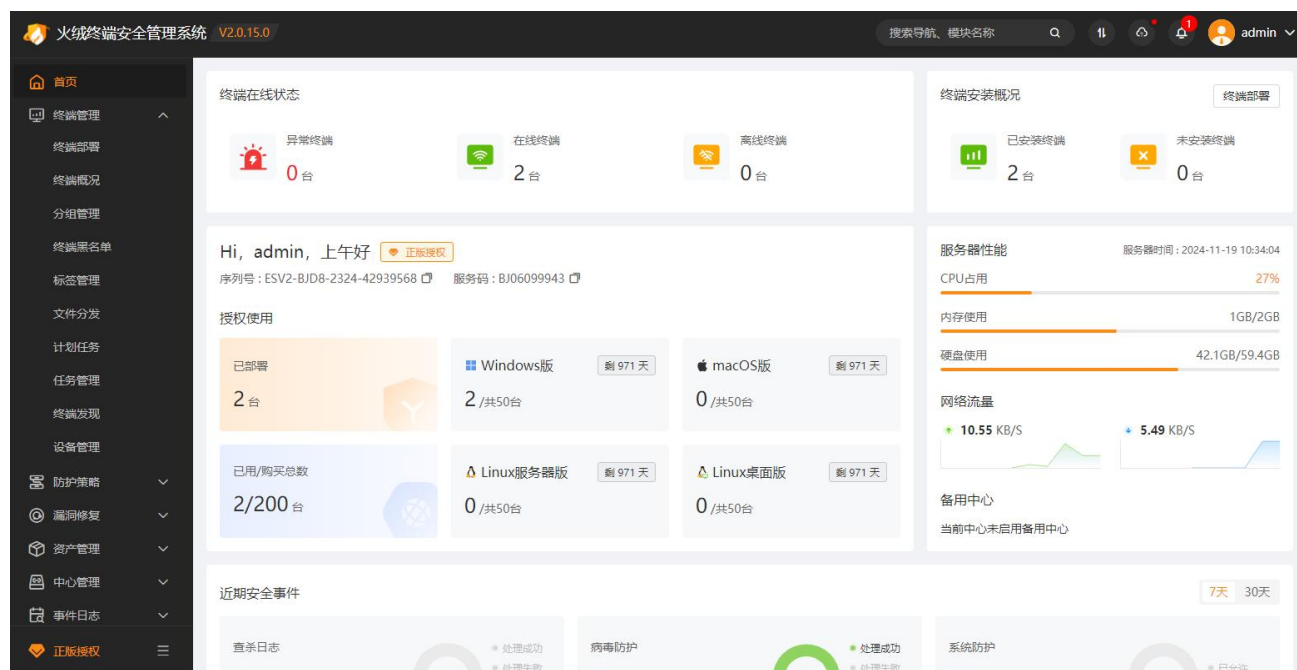 火绒终端安全管理系统 V2.0.15.0
搜索导航、模块名称
1
admin
首页
终端管理
终端部署
终端概况
分组管理
终端黑名单
标签管理
文件分发
计划任务
任务管理
终端发现
设备管理
防护策略
漏洞修复
资产管理
中心管理
事件日志
正版授权
终端在线状态
异常终端
0 台
在线终端
2 台
离线终端
0 台
终端安装概况
终端部署
已安装终端
2 台
未安装终端
0 台
Hi, admin, 上午好 正版授权
序列号 : ESV2-BJD8-2324-42939568 服务码 : BJ06099943
授权使用
已部署
2 台
Windows版 剩 971 天
2 /共50台
macOS版 剩 971 天
0 /共50台
已用/购买总数
2/200 台
Linux服务器版 剩 971 天
0 /共50台
Linux桌面版 剩 971 天
0 /共50台
服务器性能 服务器时间 : 2024-11-19 10:34:04
CPU占用 27%
内存使用 1GB/2GB
硬盘使用 42.1GB/59.4GB
网络流量
10.55 KB/S 5.49 KB/S
备用中心
当前中心未启用备用中心
近期安全事件 7天 30天
查杀日志
处理成功
处理失败
病毒防护
处理成功
处理失败
系统防护
已允许